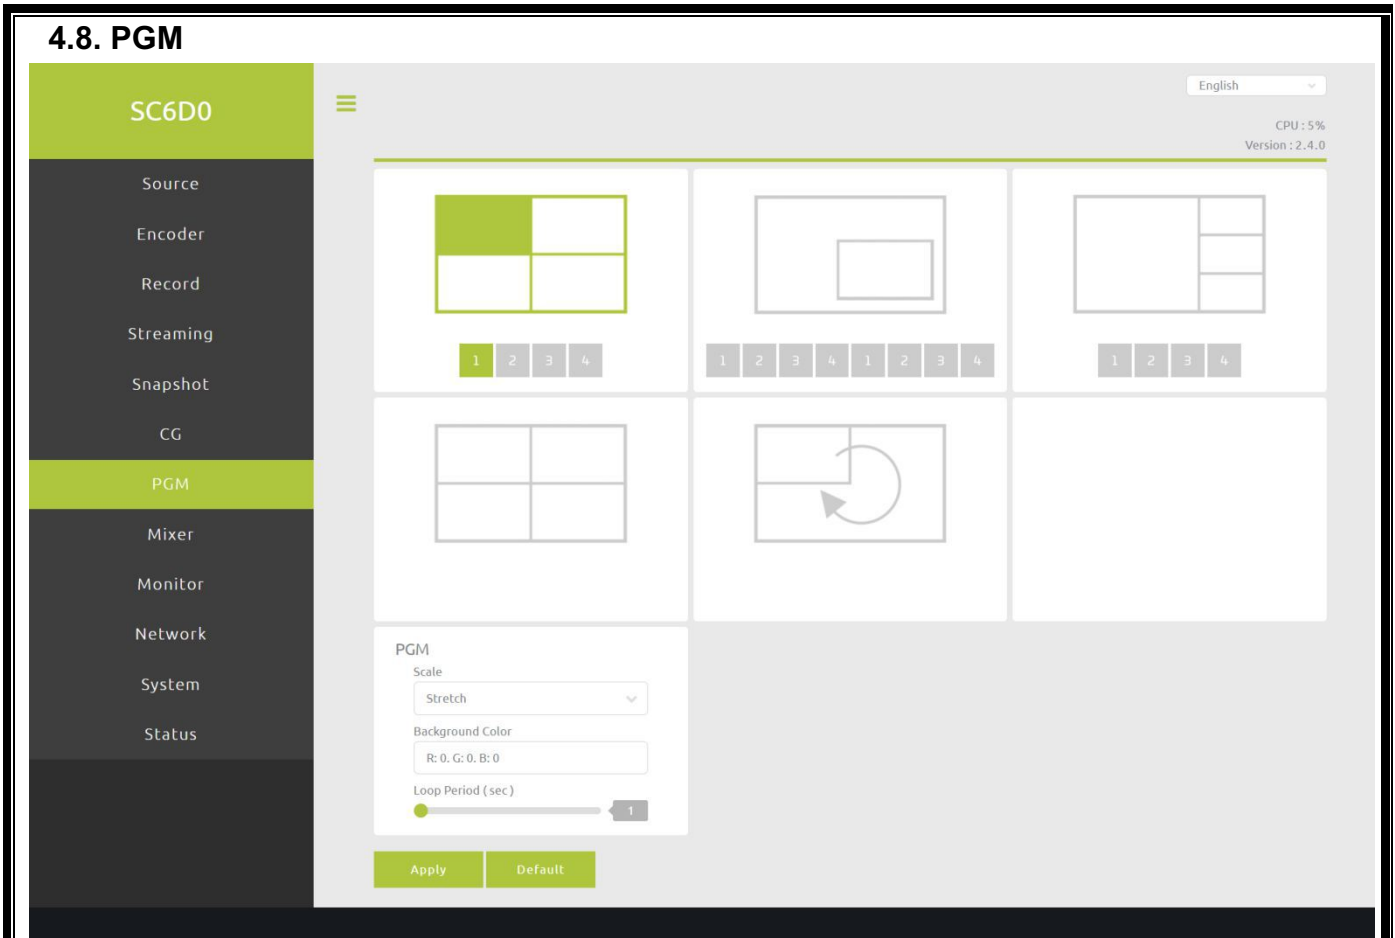 4.8. PGM
SC6D0
English
CPU : 5%
Version : 2.4.0
Source
Encoder
Record
Streaming
Snapshot
CG
PGM
Mixer
Monitor
Network
System
Status
1 2 3 4
1 2 3 4 1 2 3 4
1 2 3 4
PGM
Scale
Stretch
Background Color
R: 0. G: 0. B: 0
Loop Period ( sec )
1
Apply
Default